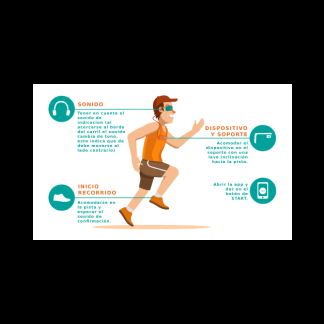 SONIDO
Tener en cuenta el
sonido de
indicacion (al
acercarse al borde
del carril el sonido
cambia de tono,
esto indica que de
debe moverse al
lado contrario)
DISPOSITIVO
Y SOPORTE
Acomodar el
dispositivo en el
soporte con una
leve inclinación
hacia la pista.
INICIO
RECORRIDO
Acomodarse en
la pista y
esperar el
sonido de
confirmación.
Abrir la app y
dar en el
botón de
START.